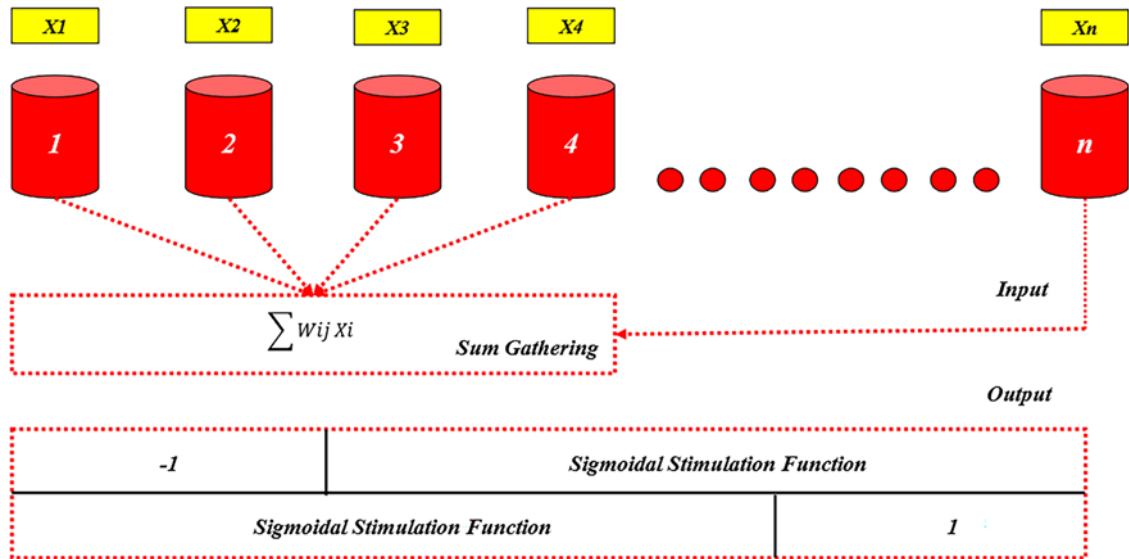 X1 X2 X3 X4 Xn
1 2 3 4 n
Input
∑ Wij Xi
Sum Gathering
Output
-1 Sigmoidal Stimulation Function
Sigmoidal Stimulation Function 1